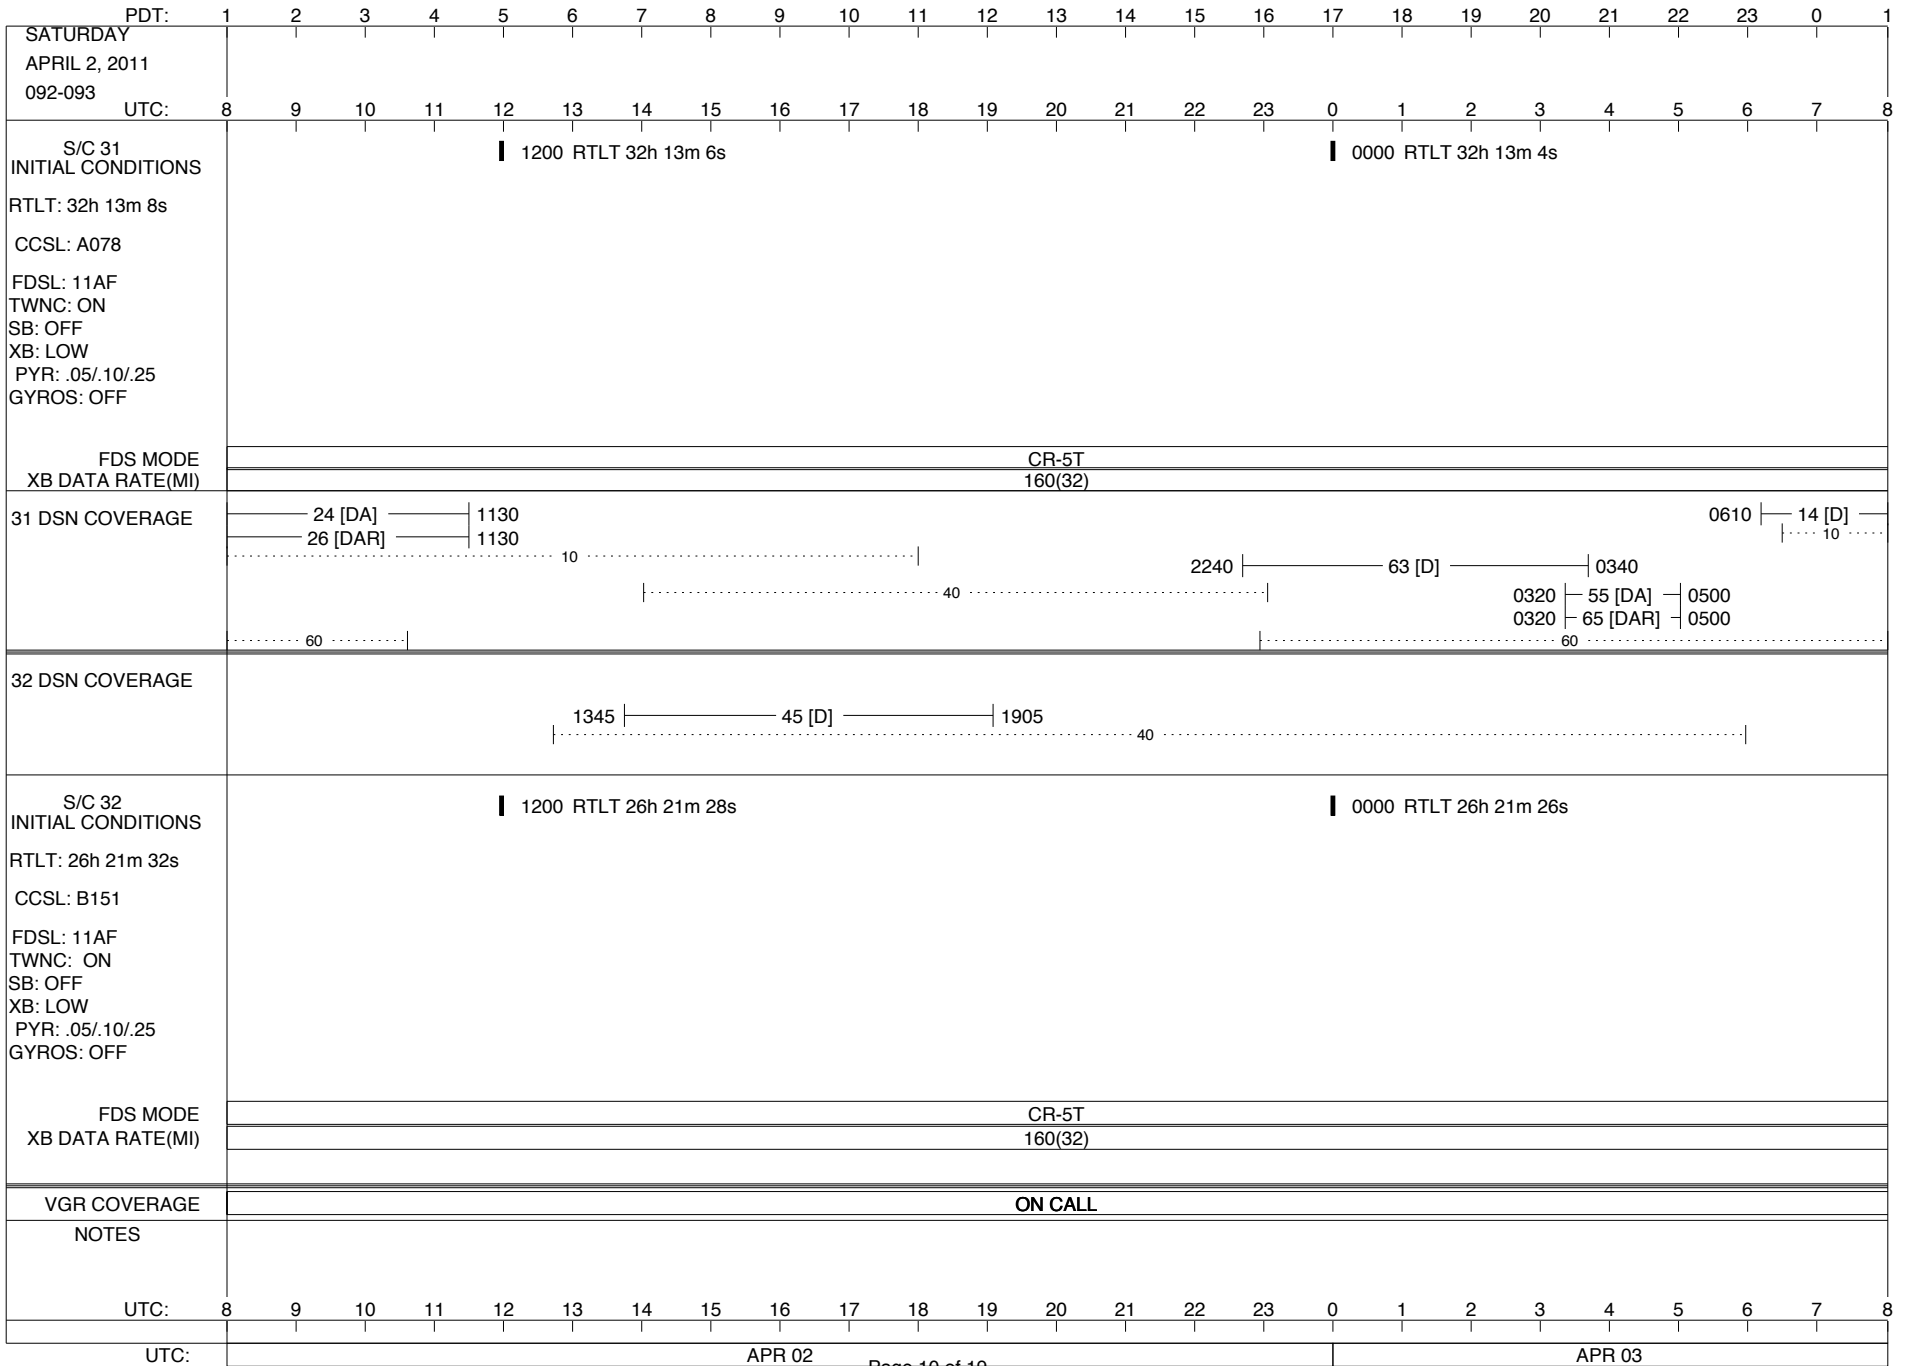 PDT: 1 2 3 4 5 6 7 8 9 10 11 12 13 14 15 16 17 18 19 20 21 22 23 0 1
SATURDAY
APRIL 2, 2011
092-093
UTC: 8 9 10 11 12 13 14 15 16 17 18 19 20 21 22 23 0 1 2 3 4 5 6 7 8
S/C 31
INITIAL CONDITIONS
1200 RTLT 32h 13m 6s
0000 RTLT 32h 13m 4s
RTLT: 32h 13m 8s
CCSL: A078
FDSL: 11AF
TWNC: ON
SB: OFF
XB: LOW
PYR: .05/.10/.25
GYROS: OFF
FDS MODE CR-5T
XB DATA RATE(MI) 160(32)
31 DSN COVERAGE
24 [DA] 1130
0610 14 [D]
26 [DAR] 1130
10
10
2240 63 [D] 0340
40
0320 55 [DA] 0500
0320 65 [DAR] 0500
60
60
32 DSN COVERAGE
1345 45 [D] 1905
40
S/C 32
INITIAL CONDITIONS
1200 RTLT 26h 21m 28s
0000 RTLT 26h 21m 26s
RTLT: 26h 21m 32s
CCSL: B151
FDSL: 11AF
TWNC: ON
SB: OFF
XB: LOW
PYR: .05/.10/.25
GYROS: OFF
FDS MODE CR-5T
XB DATA RATE(MI) 160(32)
VGR COVERAGE ON CALL
NOTES
UTC: 8 9 10 11 12 13 14 15 16 17 18 19 20 21 22 23 0 1 2 3 4 5 6 7 8
UTC: APR 02 APR 03